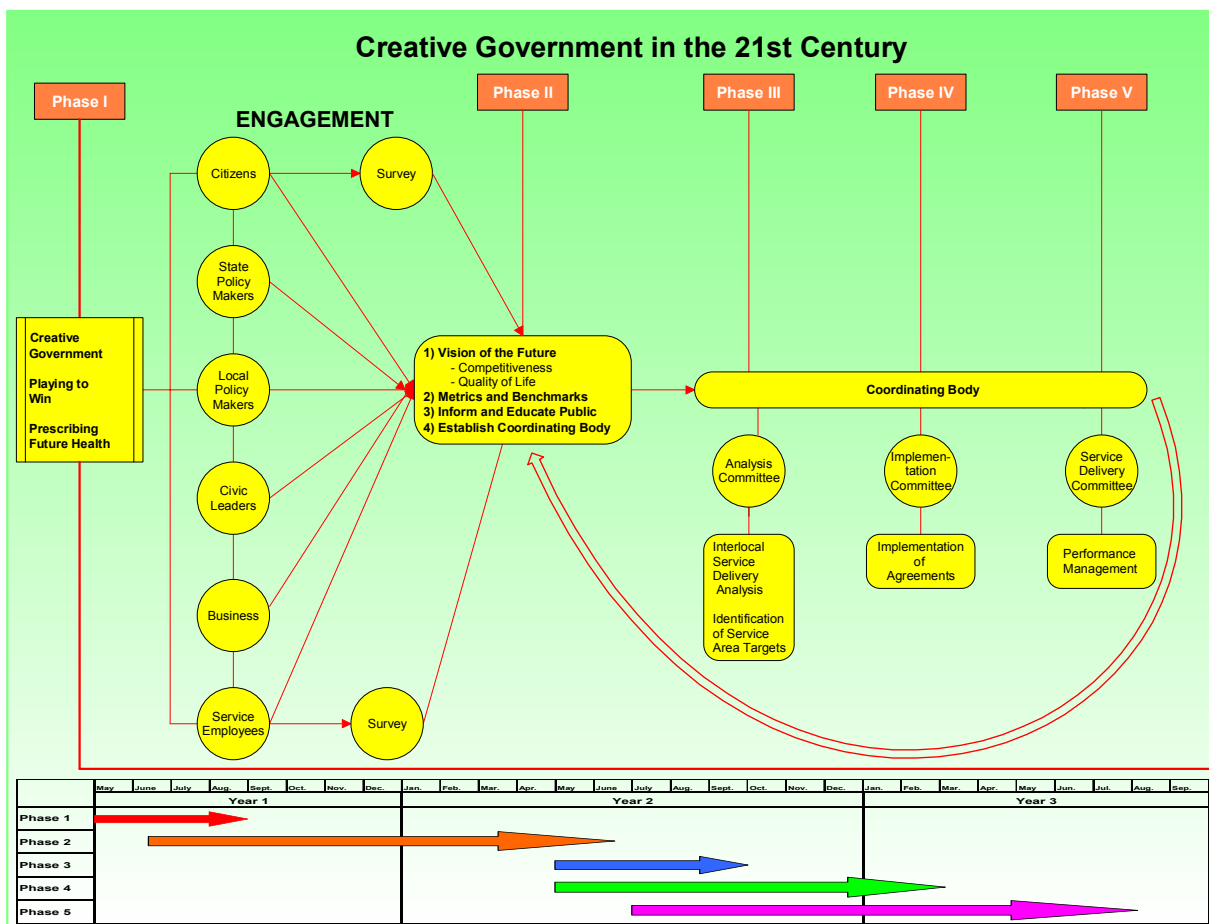 Creative Government in the 21st Century
Phase I
Phase II
Phase III
Phase IV
Phase V
ENGAGEMENT
Citizens
Survey
State
Policy
Makers
Creative
Government
Playing to
Win
Prescribing
Future Health
Local
Policy
Makers
1) Vision of the Future
- Competitiveness
- Quality of Life
2) Metrics and Benchmarks
3) Inform and Educate Public
4) Establish Coordinating Body
Coordinating Body
Civic
Leaders
Analysis
Committee
Implemen-
tation
Committee
Service
Delivery
Committee
Interlocal
Service
Delivery
Analysis
Identification
of Service
Area Targets
Implementation
of
Agreements
Performance
Management
Business
Service
Employees
Survey
May June July Aug. Sept. Oct. Nov. Dec. Jan. Feb. Mar. Apr. May June July Aug. Sept. Oct. Nov. Dec. Jan. Feb. Mar. Apr. May Jun. Jul. Aug. Sep.
Year 1 Year 2 Year 3
Phase 1
Phase 2
Phase 3
Phase 4
Phase 5